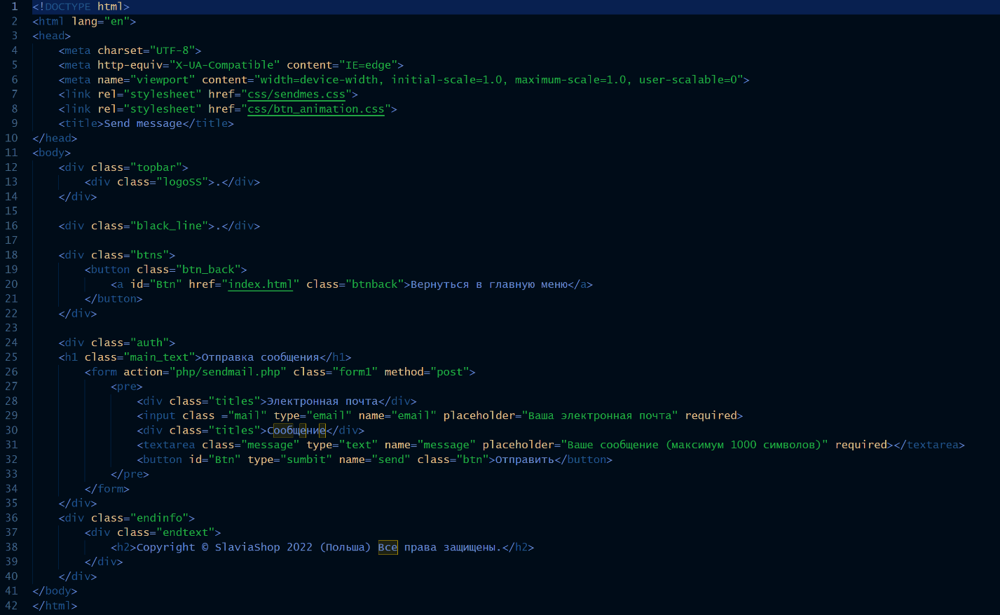 1 <!DOCTYPE html>
2 <html lang="en">
3 <head>
4     <meta charset="UTF-8">
5     <meta http-equiv="X-UA-Compatible" content="IE=edge">
6     <meta name="viewport" content="width=device-width, initial-scale=1.0, maximum-scale=1.0, user-scalable=0">
7     <link rel="stylesheet" href="css/sendmes.css">
8     <link rel="stylesheet" href="css/btn_animation.css">
9     <title>Send message</title>
10 </head>
11 <body>
12     <div class="topbar">
13         <div class="logoSS">.</div>
14     </div>
15
16     <div class="black_line">.</div>
17
18     <div class="btns">
19         <button class="btn_back">
20             <a id="Btn" href="index.html" class="btnback">Вернуться в главную меню</a>
21         </button>
22     </div>
23
24     <div class="auth">
25     <h1 class="main_text">Отправка сообщения</h1>
26         <form action="php/sendmail.php" class="form1" method="post">
27             <pre>
28                 <div class="titles">Электронная почта</div>
29                 <input class ="mail" type="email" name="email" placeholder="Ваша электронная почта" required>
30                 <div class="titles">Сообщение</div>
31                 <textarea class="message" type="text" name="message" placeholder="Ваше сообщение (максимум 1000 символов)" required></textarea>
32                 <button id="Btn" type="sumbit" name="send" class="btn">Отправить</button>
33             </pre>
34         </form>
35     </div>
36     <div class="endinfo">
37         <div class="endtext">
38             <h2>Copyright © SlaviaShop 2022 (Польша) Все права защищены.</h2>
39         </div>
40     </div>
41 </body>
42 </html>